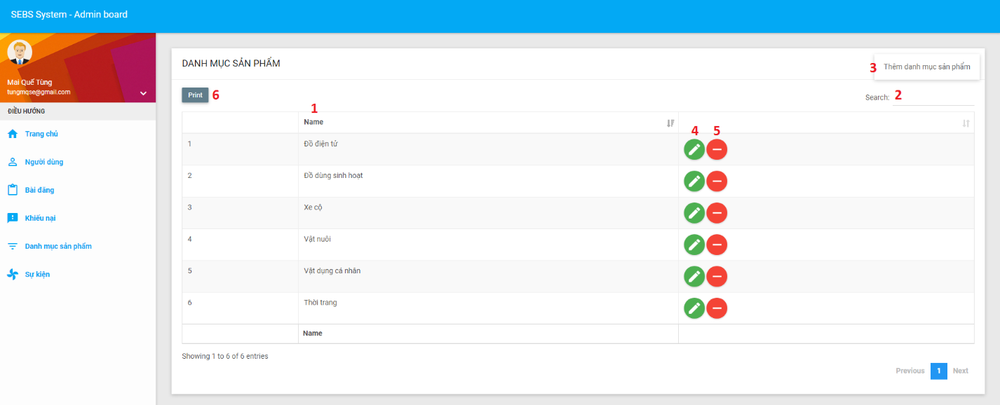 SEBS System - Admin board
Mai Quế Tùng
tungmqse@gmail.com
ĐIỀU HƯỚNG
Trang chủ
Người dùng
Bài đăng
Khiếu nại
Danh mục sản phẩm
Sự kiện
DANH MỤC SẢN PHẨM
3 Thêm danh mục sản phẩm
Print 6
Search: 2
1
Name
4 5
1 Đồ điện tử
2 Đồ dùng sinh hoạt
3 Xe cộ
4 Vật nuôi
5 Vật dụng cá nhân
6 Thời trang
Name
Showing 1 to 6 of 6 entries
Previous 1 Next